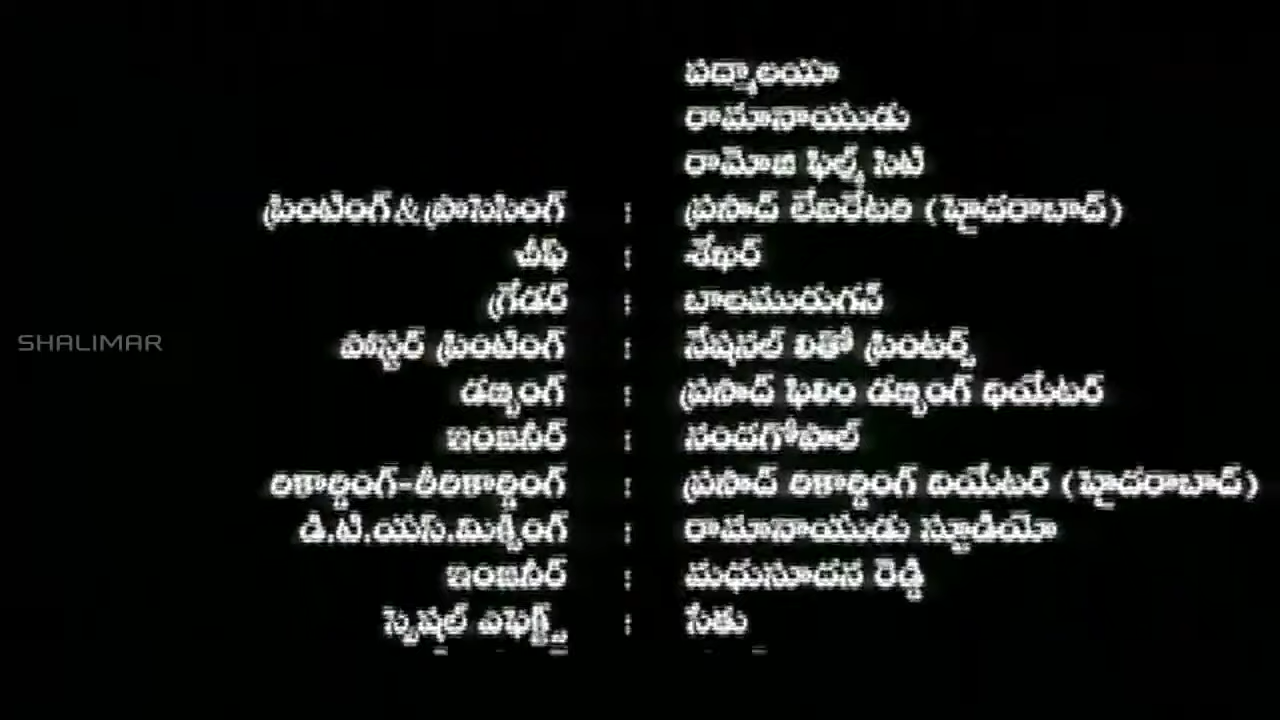 పద్మాలయా
రామానాయుడు
రామోజి ఫిల్మ్ సిటి
ప్రింటింగ్&ప్రాసెసింగ్ : ప్రసాద్ లేబరేటరి (హైదరాబాద్)
చీఫ్ : శేఖర్
గ్రేడర్ : బాలమురుగన్
SHALIMAR
పోస్టర్ ప్రింటింగ్ : నేషనల్ లితో ప్రింటర్స్
డబ్బింగ్ : ప్రసాద్ ఫిలిం డబ్బింగ్ థియేటర్
ఇంజనీర్ : నందగోపాల్
రికార్డింగ్-రీరికార్డింగ్ : ప్రసాద్ రికార్డింగ్ థియేటర్ (హైదరాబాద్)
డి.టి.యస్.మిక్సింగ్ : రామానాయుడు స్టూడియో
ఇంజనీర్ : మధుసూదన రెడ్డి
స్పెషల్ ఎఫెక్ట్స్ : సేతు